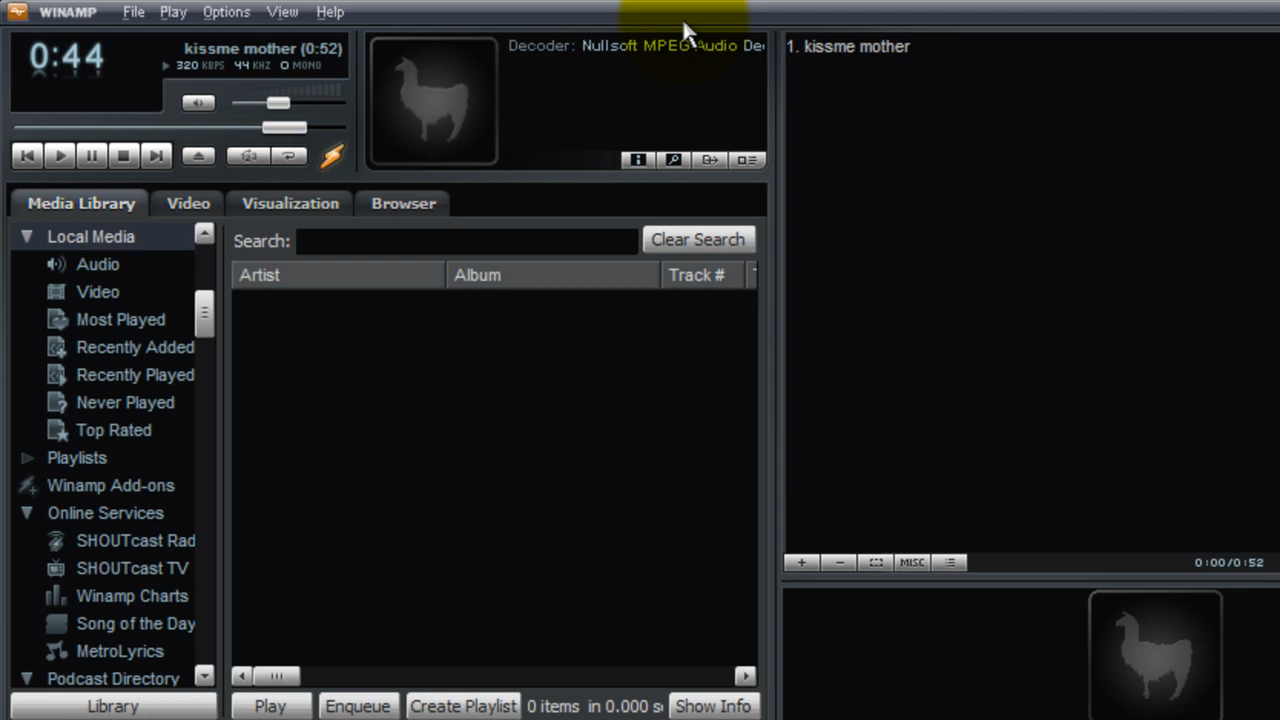 WINAMP File Play Options View Help
0:44
kissme mother (0:52)
320 KBPS 44 KHZ MONO
Decoder: Nullsoft MPEG Audio
1. kissme mother
Media Library Video Visualization Browser
Local Media
Audio
Video
Most Played
Recently Added
Recently Played
Never Played
Top Rated
Playlists
Winamp Add-ons
Online Services
SHOUTcast Rad
SHOUTcast TV
Winamp Charts
Song of the Day
MetroLyrics
Podcast Directory
Library
Search: Clear Search
Artist Album Track #
Play Enqueue Create Playlist 0 items in 0.000 Show Info
+ - MISC
0:00/0:52